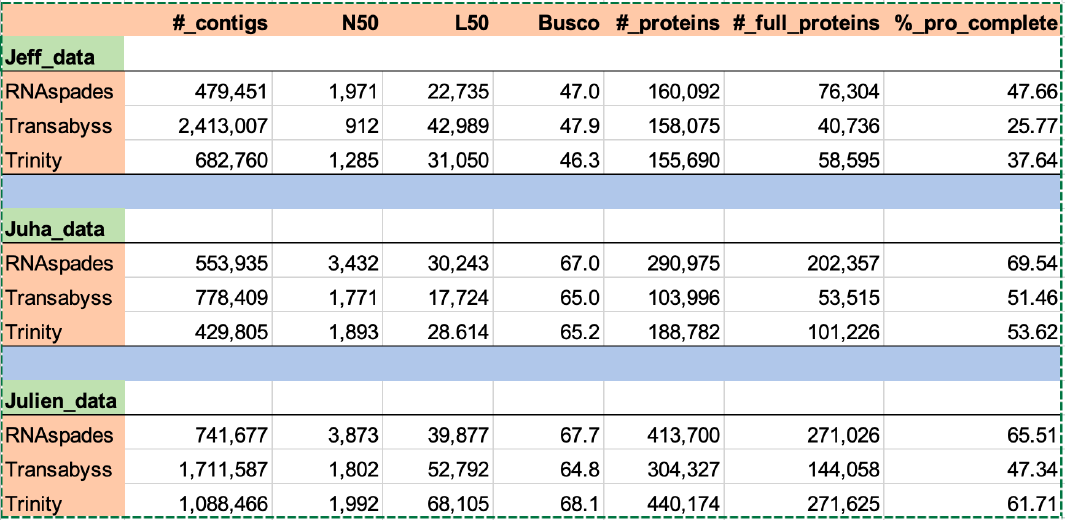 #_contigs N50 L50 Busco #_proteins #_full_proteins %_pro_complete
Jeff_data
RNAspades 479,451 1,971 22,735 47.0 160,092 76,304 47.66
Transabyss 2,413,007 912 42,989 47.9 158,075 40,736 25.77
Trinity 682,760 1,285 31,050 46.3 155,690 58,595 37.64
Juha_data
RNAspades 553,935 3,432 30,243 67.0 290,975 202,357 69.54
Transabyss 778,409 1,771 17,724 65.0 103,996 53,515 51.46
Trinity 429,805 1,893 28.614 65.2 188,782 101,226 53.62
Julien_data
RNAspades 741,677 3,873 39,877 67.7 413,700 271,026 65.51
Transabyss 1,711,587 1,802 52,792 64.8 304,327 144,058 47.34
Trinity 1,088,466 1,992 68,105 68.1 440,174 271,625 61.71